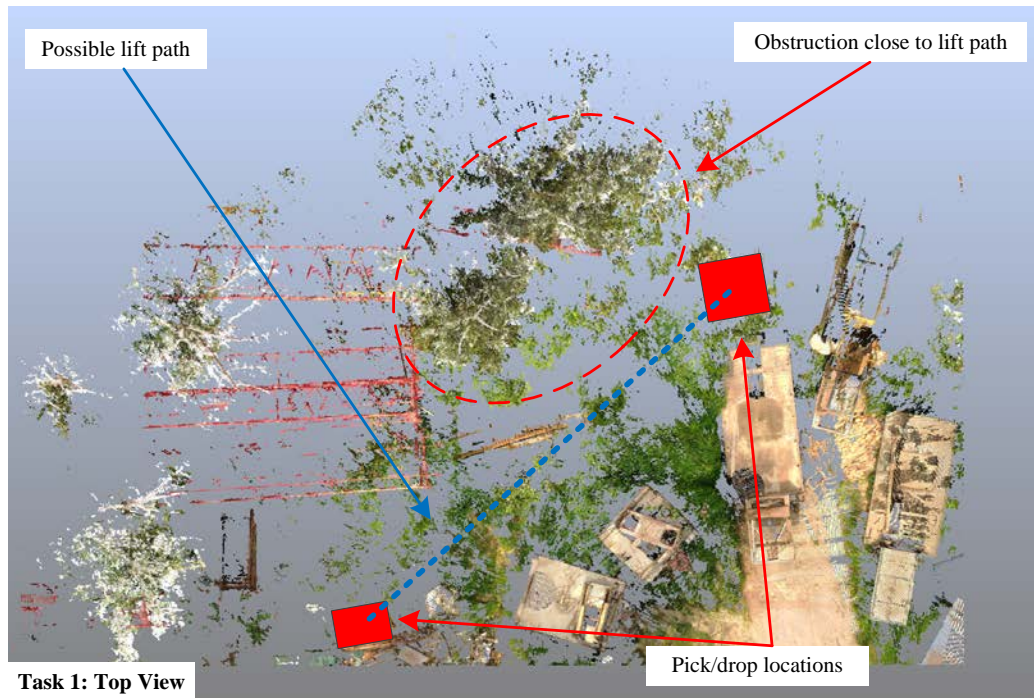 Possible lift path
Obstruction close to lift path
Pick/drop locations
Task 1: Top View